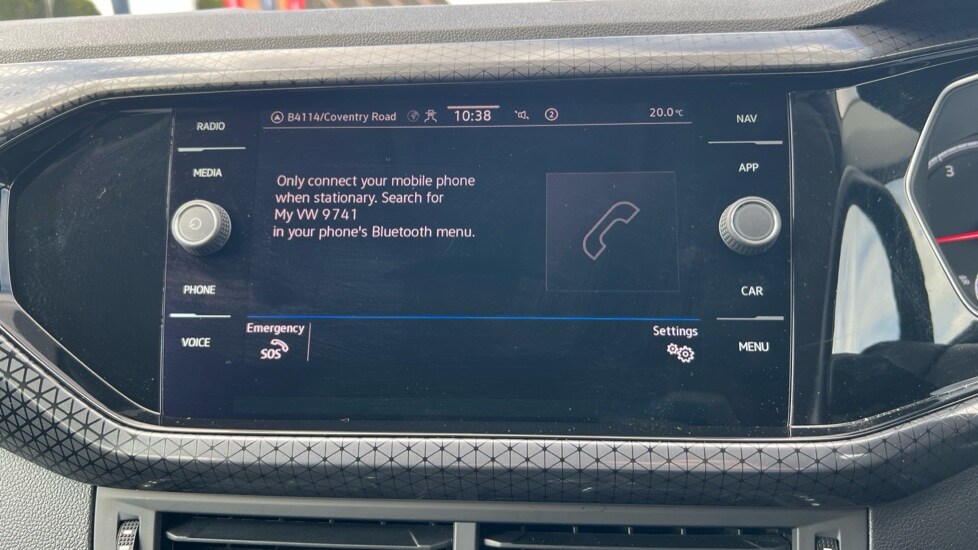 B4114/Coventry Road 10:38 2 20.0°C
RADIO
MEDIA
PHONE
VOICE
NAV
APP
CAR
MENU
Only connect your mobile phone
when stationary. Search for
My VW 9741
in your phone's Bluetooth menu.
Emergency
SOS
Settings
3